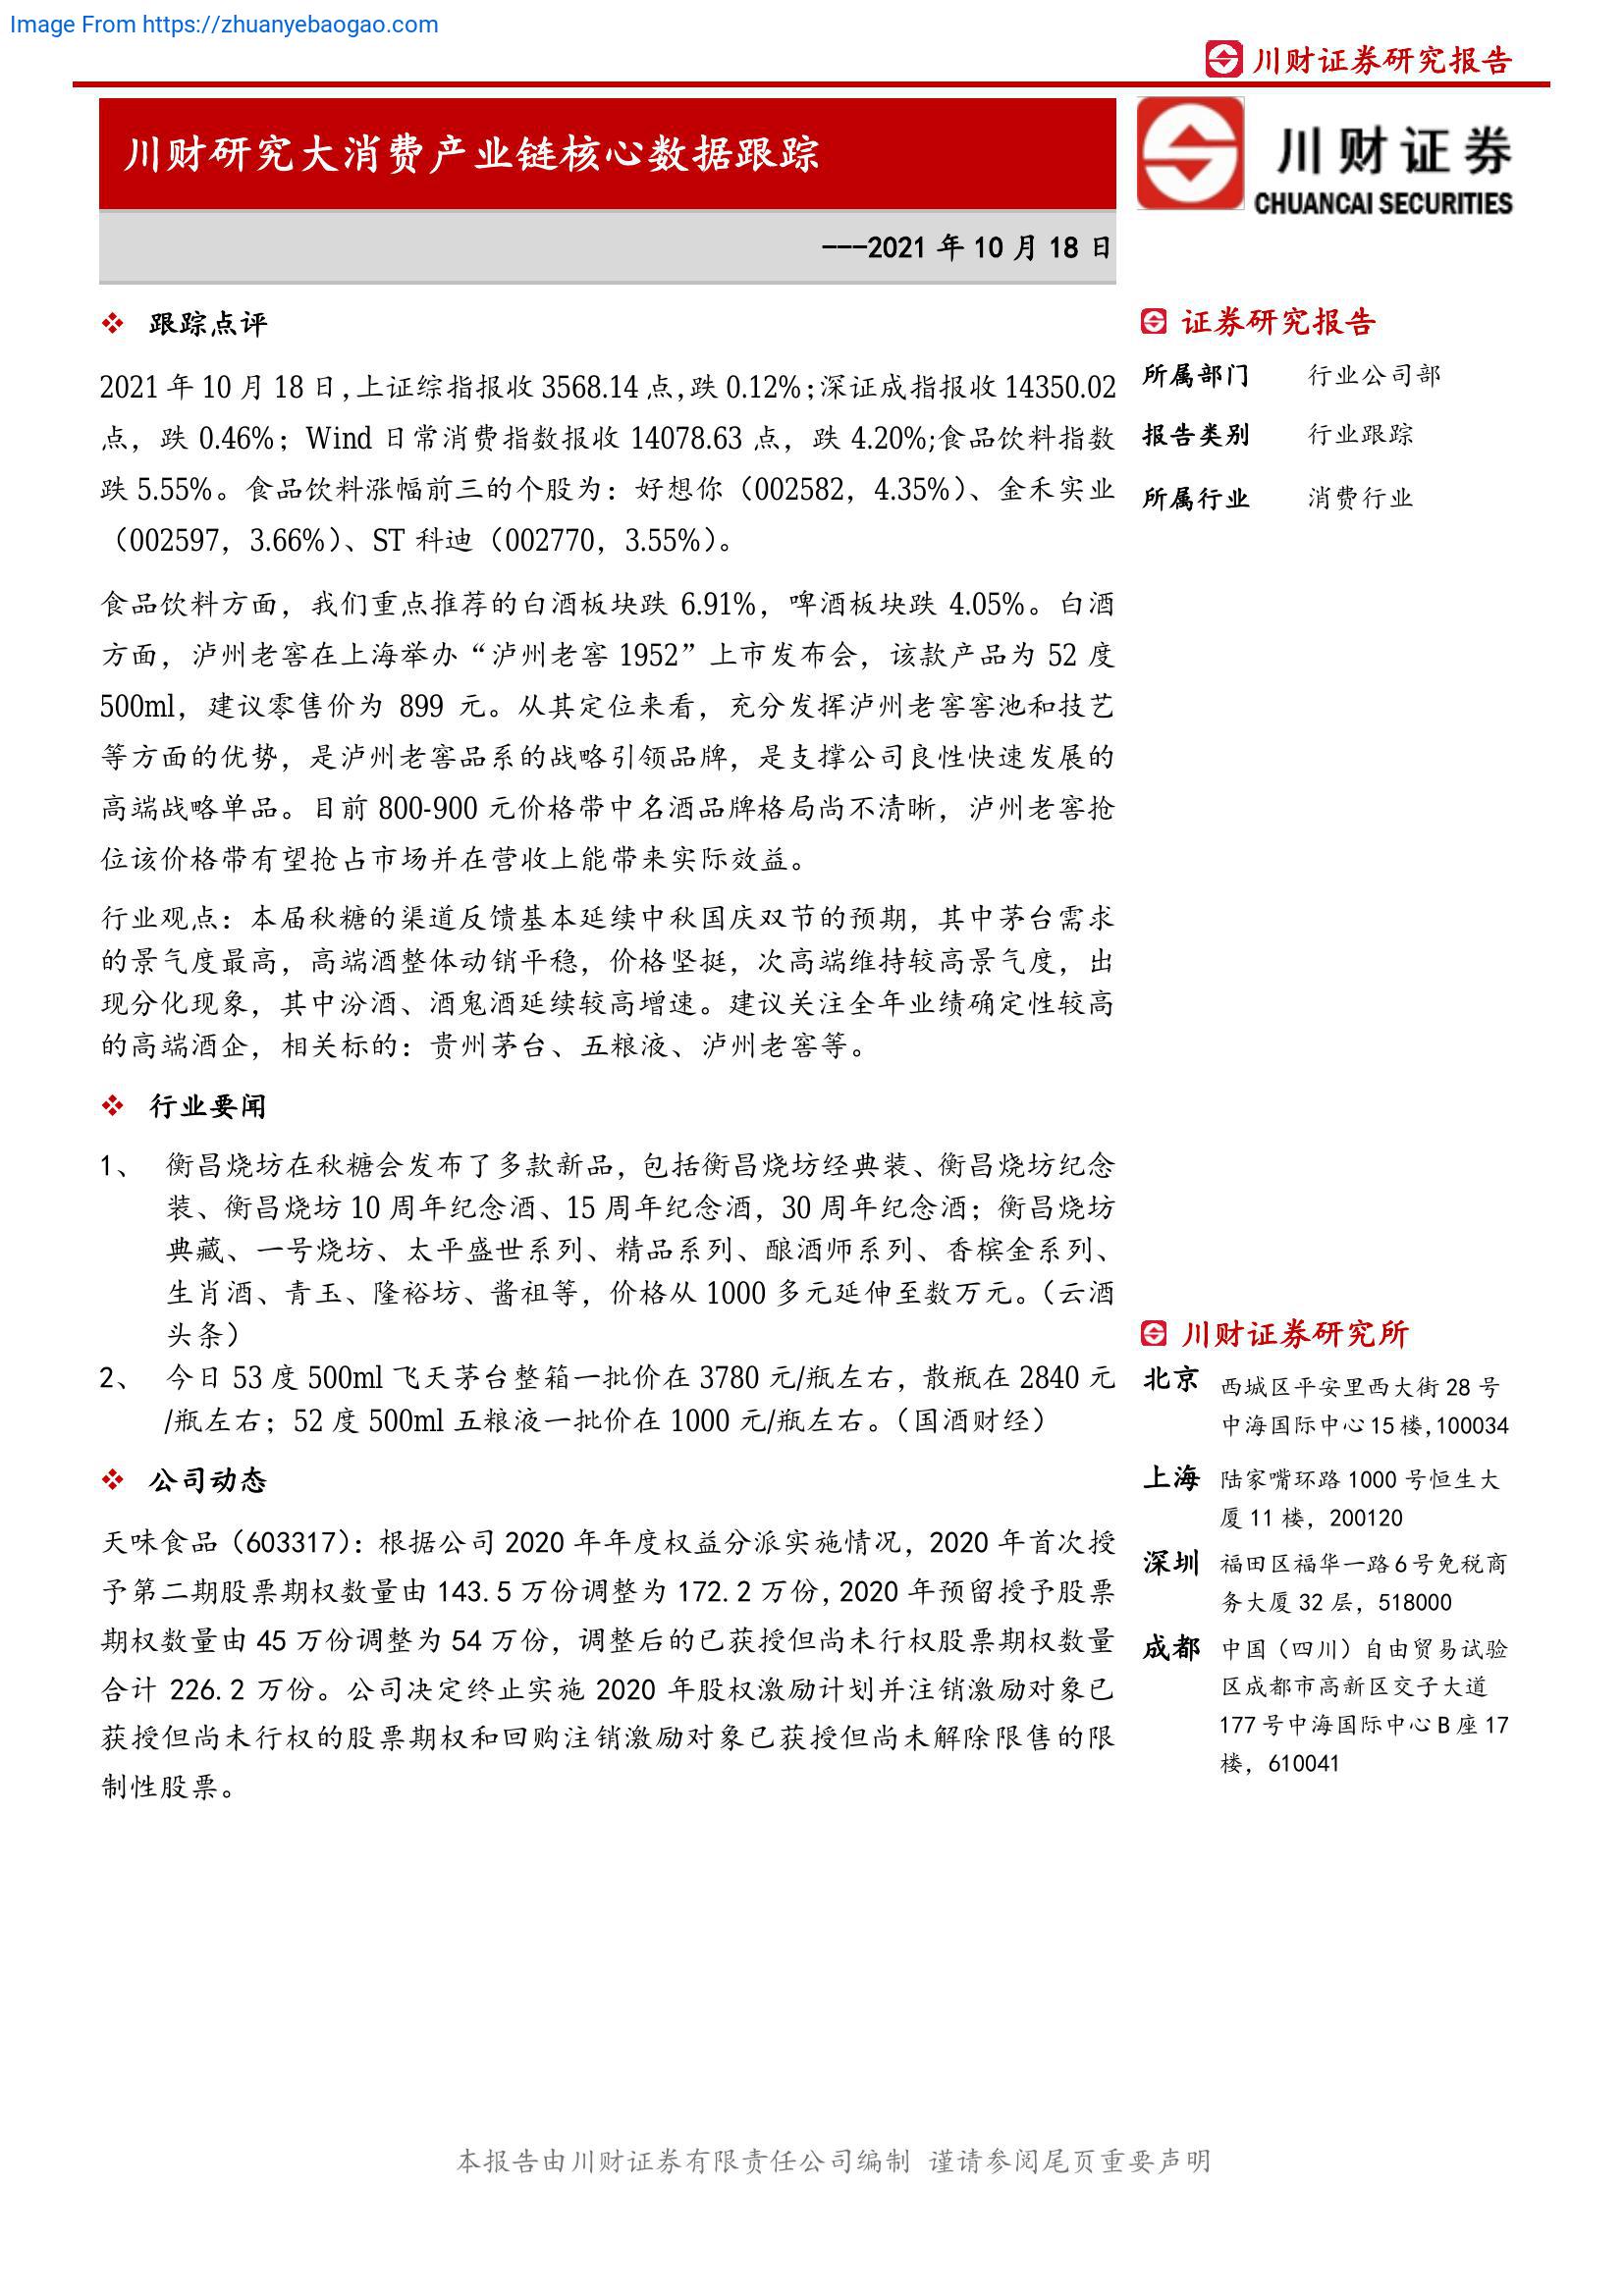 Image From https://zhuanyebaogao.com
川财证券研究报告
川财研究大消费产业链核心数据跟踪
川财证券
CHUANCAI SECURITIES
---2021 年 10 月 18 日
跟踪点评
2021 年 10 月 18 日,上证综指报收 3568.14 点,跌 0.12%;深证成指报收 14350.02
点，跌 0.46%；Wind 日常消费指数报收 14078.63 点，跌 4.20%;食品饮料指数
跌 5.55%。食品饮料涨幅前三的个股为：好想你（002582，4.35%）、金禾实业
（002597，3.66%）、ST 科迪（002770，3.55%）。
食品饮料方面，我们重点推荐的白酒板块跌 6.91%，啤酒板块跌 4.05%。白酒
方面，泸州老窖在上海举办“泸州老窖 1952”上市发布会，该款产品为 52 度
500ml，建议零售价为 899 元。从其定位来看，充分发挥泸州老窖窖池和技艺
等方面的优势，是泸州老窖品系的战略引领品牌，是支撑公司良性快速发展的
高端战略单品。目前 800-900 元价格带中名酒品牌格局尚不清晰，泸州老窖抢
位该价格带有望抢占市场并在营收上能带来实际效益。
行业观点：本届秋糖的渠道反馈基本延续中秋国庆双节的预期，其中茅台需求
的景气度最高，高端酒整体动销平稳，价格坚挺，次高端维持较高景气度，出
现分化现象，其中汾酒、酒鬼酒延续较高增速。建议关注全年业绩确定性较高
的高端酒企，相关标的：贵州茅台、五粮液、泸州老窖等。
行业要闻
1、 衡昌烧坊在秋糖会发布了多款新品，包括衡昌烧坊经典装、衡昌烧坊纪念
装、衡昌烧坊 10 周年纪念酒、15 周年纪念酒，30 周年纪念酒；衡昌烧坊
典藏、一号烧坊、太平盛世系列、精品系列、酿酒师系列、香槟金系列、
生肖酒、青玉、隆裕坊、酱祖等，价格从 1000 多元延伸至数万元。（云酒
头条）
2、 今日 53 度 500ml 飞天茅台整箱一批价在 3780 元/瓶左右，散瓶在 2840 元
/瓶左右；52 度 500ml 五粮液一批价在 1000 元/瓶左右。（国酒财经）
公司动态
天味食品（603317）：根据公司 2020 年年度权益分派实施情况，2020 年首次授
予第二期股票期权数量由 143.5 万份调整为 172.2 万份，2020 年预留授予股票
期权数量由 45 万份调整为 54 万份，调整后的已获授但尚未行权股票期权数量
合计 226.2 万份。公司决定终止实施 2020 年股权激励计划并注销激励对象已
获授但尚未行权的股票期权和回购注销激励对象已获授但尚未解除限售的限
制性股票。
证券研究报告
所属部门 行业公司部
报告类别 行业跟踪
所属行业 消费行业
川财证券研究所
北京 西城区平安里西大街 28 号
中海国际中心 15 楼,100034
上海 陆家嘴环路 1000 号恒生大
厦 11 楼，200120
深圳 福田区福华一路 6 号免税商
务大厦 32 层，518000
成都 中国（四川）自由贸易试验
区成都市高新区交子大道
177 号中海国际中心 B 座 17
楼，610041
本报告由川财证券有限责任公司编制 谨请参阅尾页重要声明